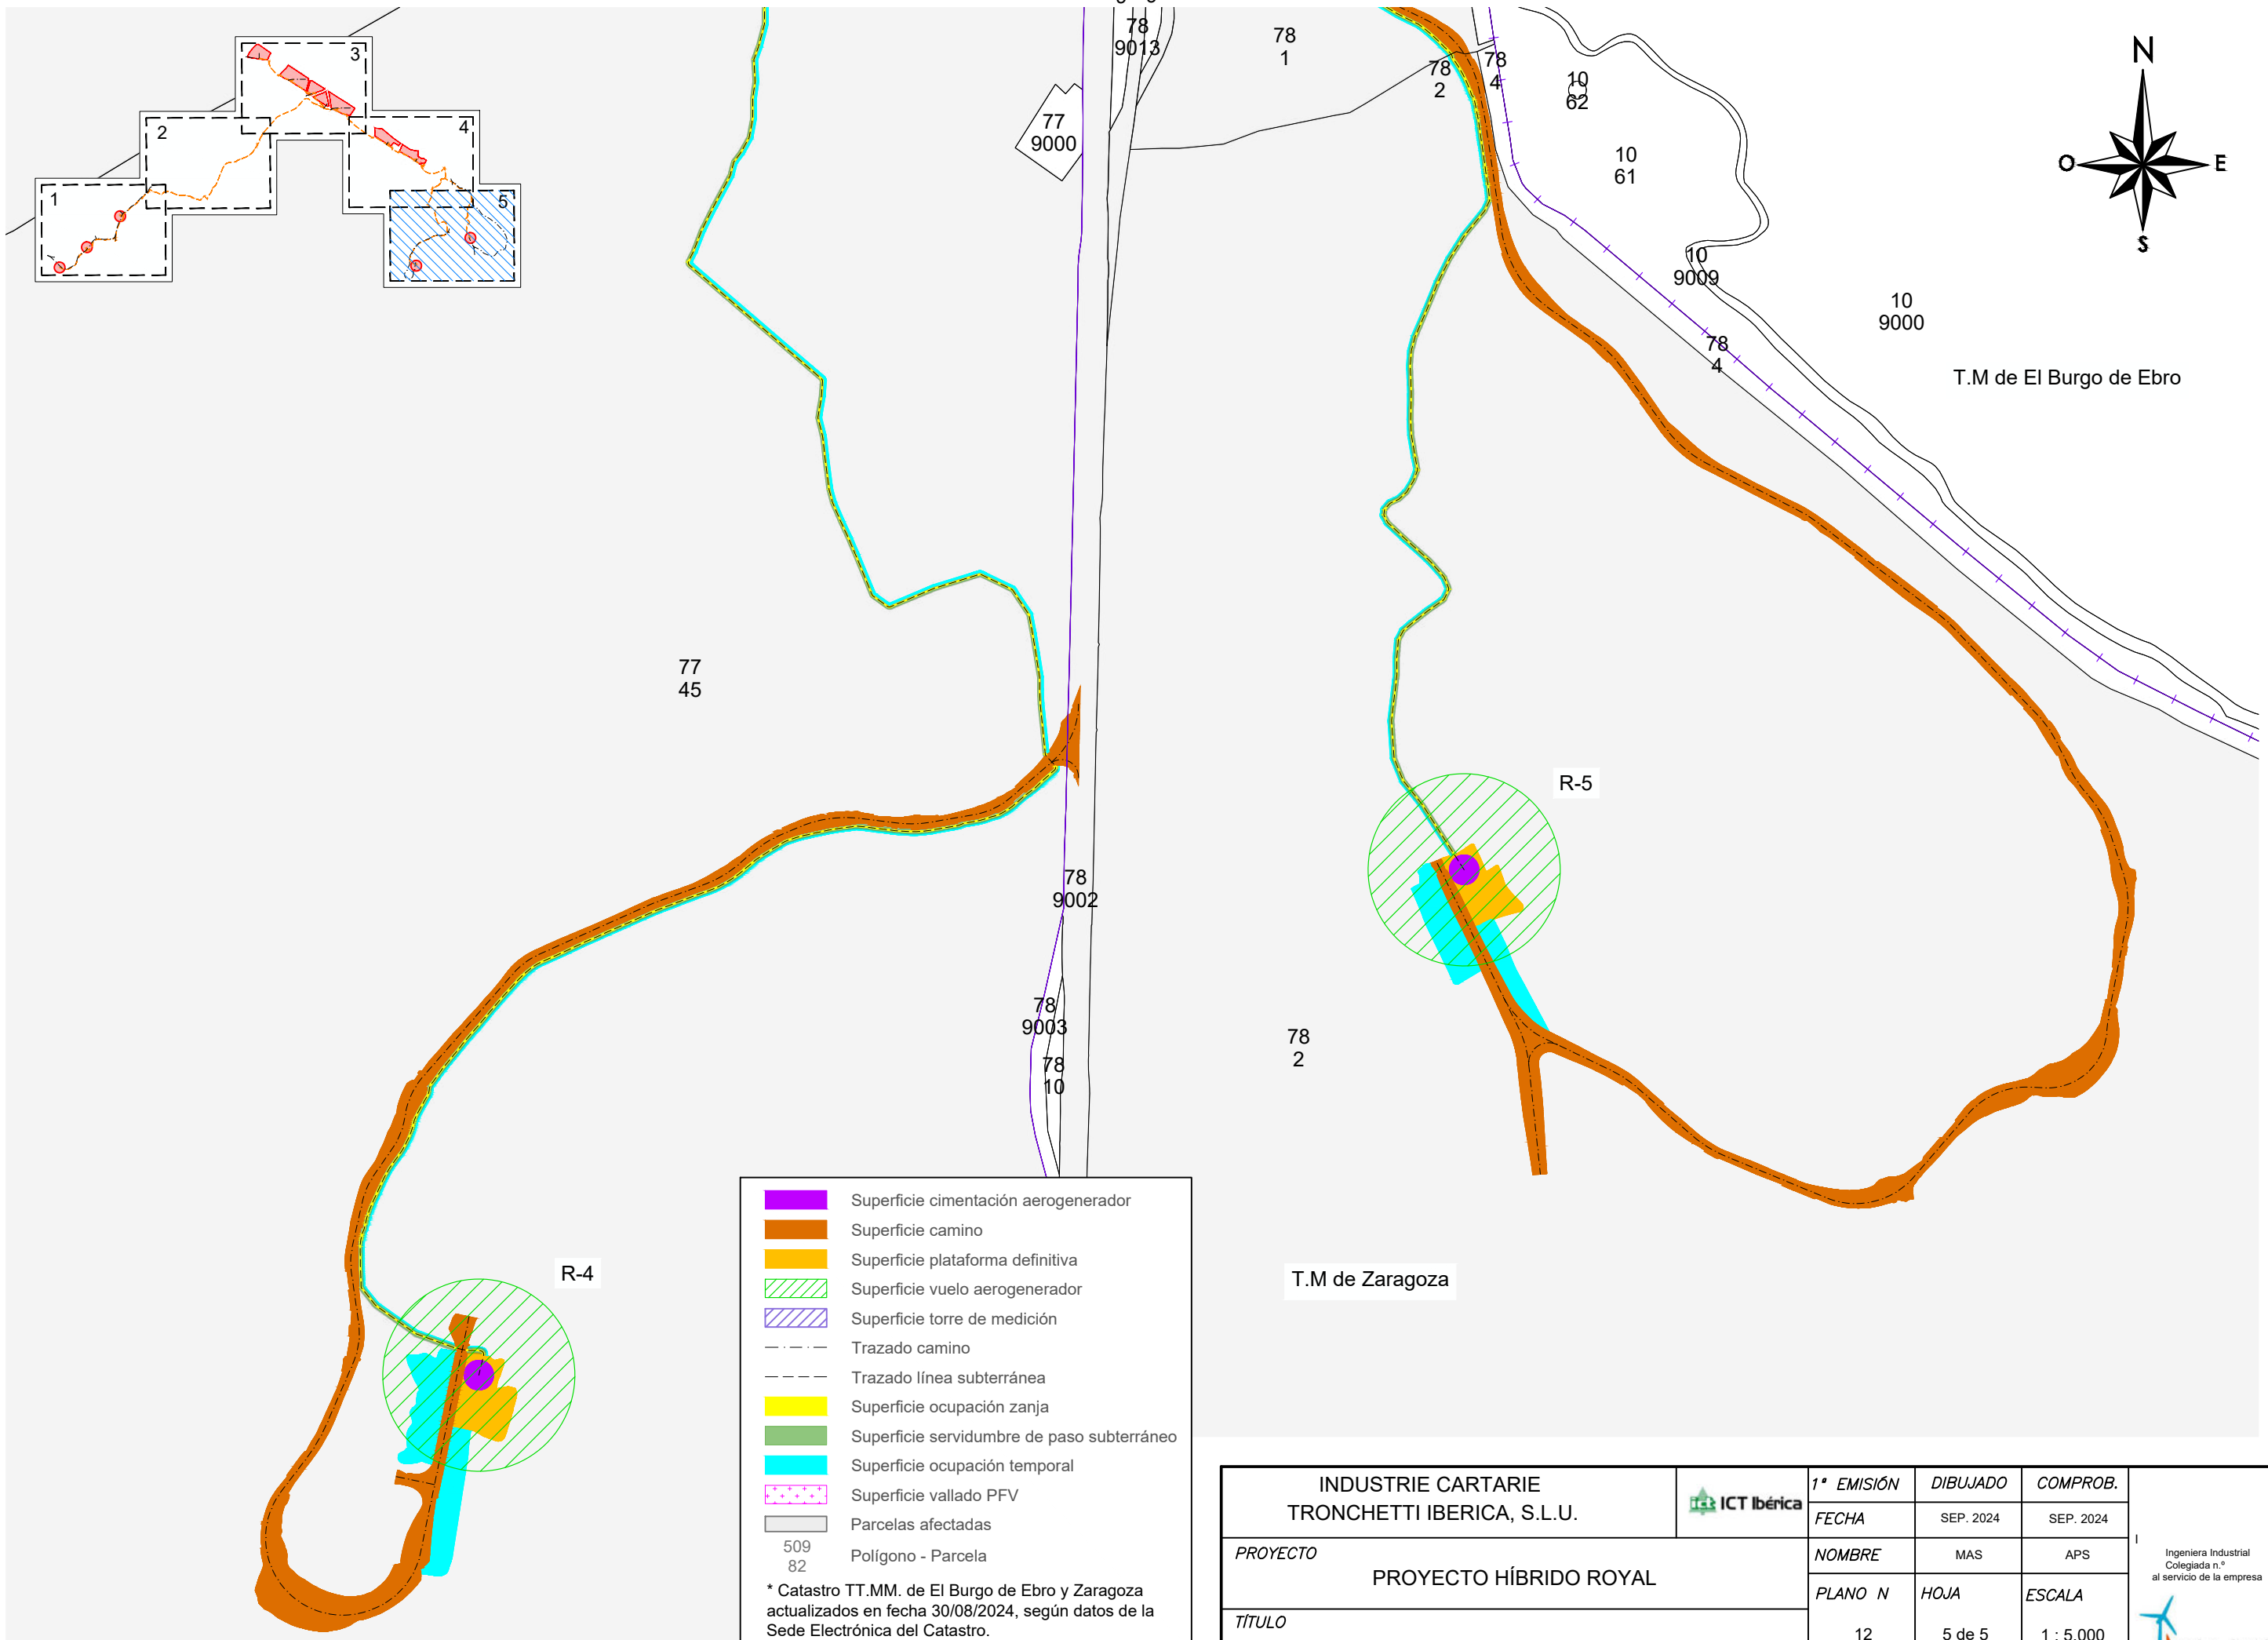 3
2
4
1
5
78
9013
78
1
78
2
78
4
10
62
77
9000
10
61
10
9009
10
9000
78
4
N
O
E
S
T.M de El Burgo de Ebro
77
45
R-5
78
9002
78
9003
78
10
78
2
R-4
T.M de Zaragoza
Superficie cimentación aerogenerador
Superficie camino
Superficie plataforma definitiva
Superficie vuelo aerogenerador
Superficie torre de medición
Trazado camino
Trazado línea subterránea
Superficie ocupación zanja
Superficie servidumbre de paso subterráneo
Superficie ocupación temporal
Superficie vallado PFV
Parcelas afectadas
509
82
Polígono - Parcela
* Catastro TT.MM. de El Burgo de Ebro y Zaragoza
actualizados en fecha 30/08/2024, según datos de la
Sede Electrónica del Catastro.
INDUSTRIE CARTARIE
TRONCHETTI IBERICA, S.L.U.
ict ICT Ibérica
1ª EMISIÓN
DIBUJADO
COMPROB.
FECHA
SEP. 2024
SEP. 2024
PROYECTO
PROYECTO HÍBRIDO ROYAL
NOMBRE
MAS
APS
PLANO N
HOJA
ESCALA
12
5 de 5
1 : 5.000
TÍTULO
Ingeniera Industrial
Colegiada n.º
al servicio de la empresa